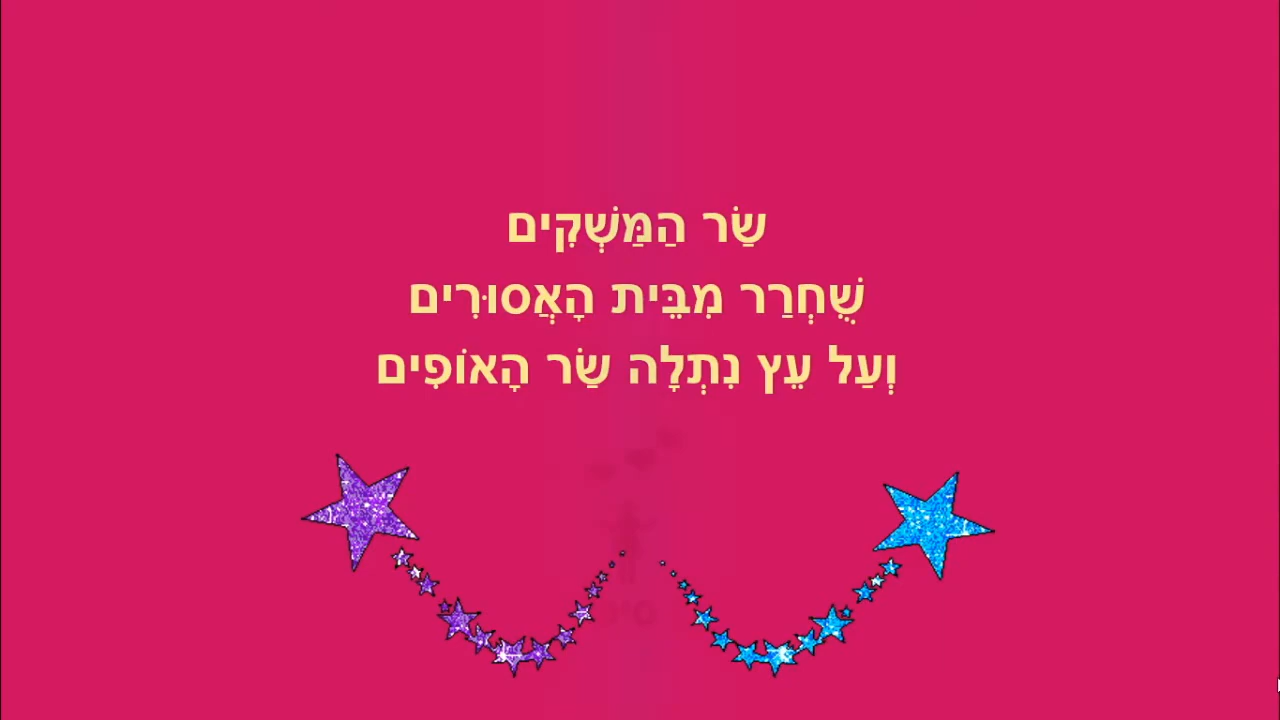 שַׂר הַמַּשְׁקִים
שֻׁחְרַר מִבֵּית הָאֲסוּרִים
וְעַל עֵץ נִתְלָה שַׂר הָאוֹפִים